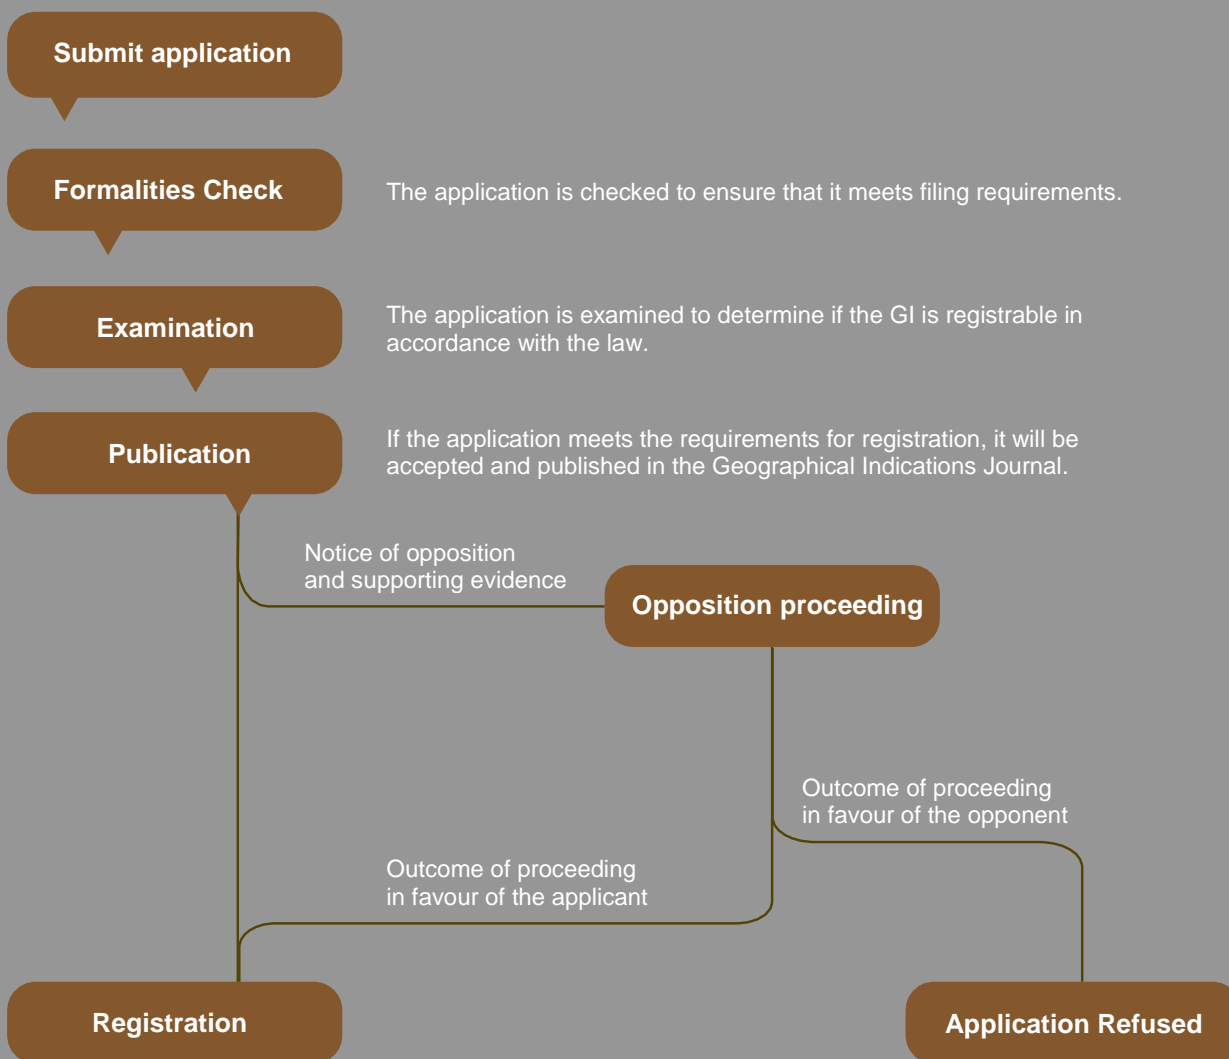 Submit application
Formalities Check
The application is checked to ensure that it meets filing requirements.
Examination
The application is examined to determine if the GI is registrable in
accordance with the law.
Publication
If the application meets the requirements for registration, it will be
accepted and published in the Geographical Indications Journal.
Notice of opposition
and supporting evidence
Opposition proceeding
Outcome of proceeding
in favour of the opponent
Outcome of proceeding
in favour of the applicant
Registration
Application Refused